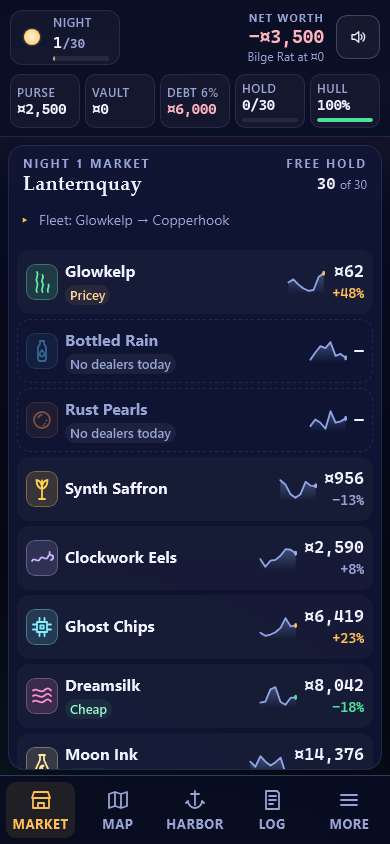 NIGHT
1/30
NET WORTH
−¤3,500
Bilge Rat at ¤0
PURSE
¤2,500
VAULT
¤0
DEBT 6%
¤6,000
HOLD
0/30
HULL
100%
NIGHT 1 MARKET
Lanternquay
FREE HOLD
30 of 30
Fleet: Glowkelp → Copperhook
Glowkelp
Pricey
¤62
+48%
Bottled Rain
No dealers today
–
Rust Pearls
No dealers today
–
Synth Saffron
¤956
−13%
Clockwork Eels
¤2,590
+8%
Ghost Chips
¤6,419
+23%
Dreamsilk
Cheap
¤8,042
−18%
Moon Ink
¤14,376
MARKET
MAP
HARBOR
LOG
MORE